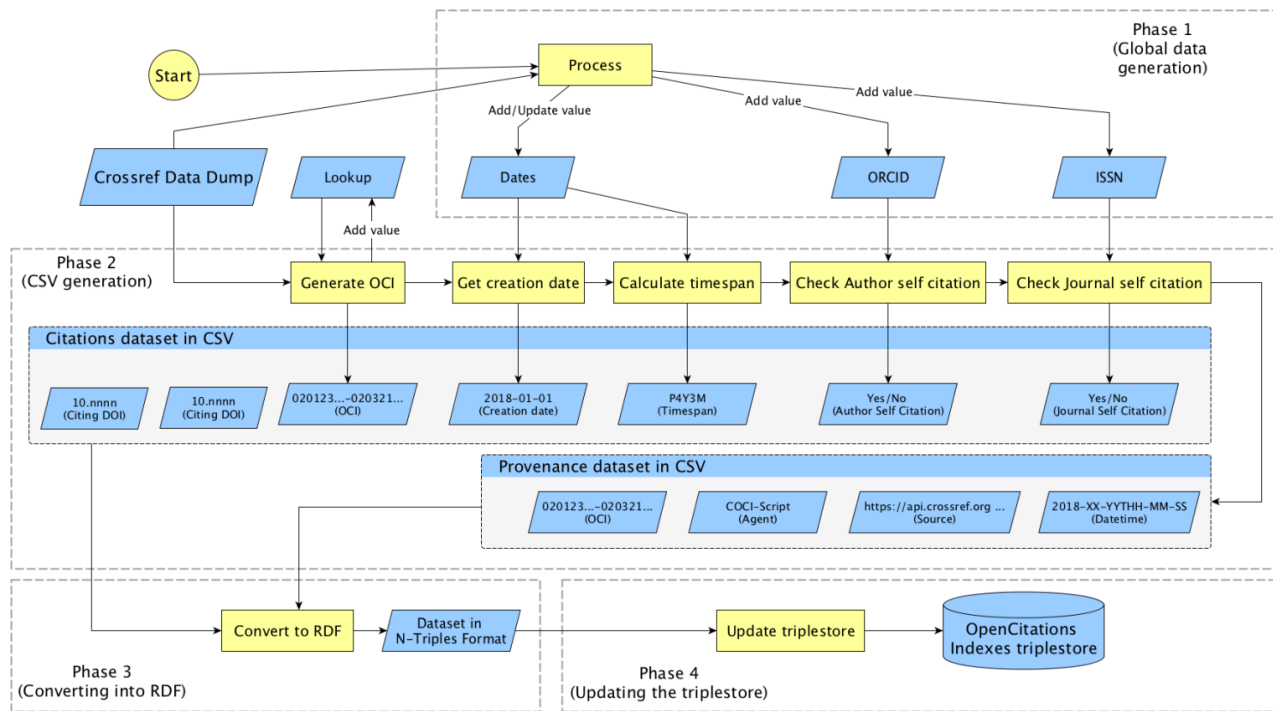 Phase 1
(Global data
generation)
Start
Process
Add/Update value
Add value
Add value
Crossref Data Dump
Lookup
Dates
ORCID
ISSN
Add value
Phase 2
(CSV generation)
Generate OCI
Get creation date
Calculate timespan
Check Author self citation
Check Journal self citation
Citations dataset in CSV
10.nnnn
(Citing DOI)
10.nnnn
(Citing DOI)
020123...-020321...
(OCI)
2018-01-01
(Creation date)
P4Y3M
(Timespan)
Yes/No
(Author Self Citation)
Yes/No
(Journal Self Citation)
Provenance dataset in CSV
020123...-020321...
(OCI)
COCI-Script
(Agent)
https://api.crossref.org ...
(Source)
2018-XX-YYTHH-MM-SS
(Datetime)
Convert to RDF
Dataset in
N-Triples Format
Update triplestore
OpenCitations
Indexes triplestore
Phase 3
(Converting into RDF)
Phase 4
(Updating the triplestore)